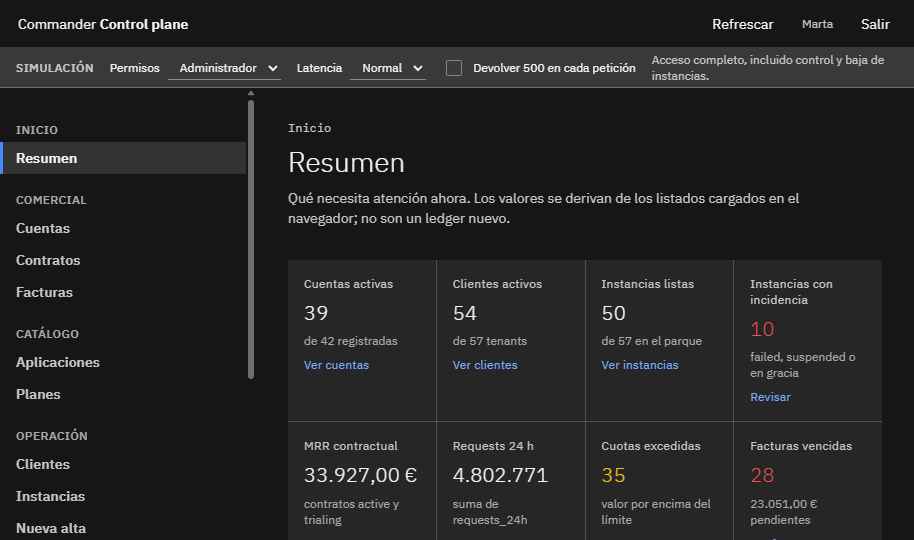 Commander Control plane
Refrescar
Marta
Salir
SIMULACIÓN
Permisos
Administrador
Latencia
Normal
Devolver 500 en cada petición
Acceso completo, incluido control y baja de
instancias.
INICIO
Resumen
COMERCIAL
Cuentas
Contratos
Facturas
CATÁLOGO
Aplicaciones
Planes
OPERACIÓN
Clientes
Instancias
Nueva alta
Inicio
Resumen
Qué necesita atención ahora. Los valores se derivan de los listados cargados en el
navegador; no son un ledger nuevo.
Cuentas activas
39
de 42 registradas
Ver cuentas
Clientes activos
54
de 57 tenants
Ver clientes
Instancias listas
50
de 57 en el parque
Ver instancias
Instancias con
incidencia
10
failed, suspended o
en gracia
Revisar
MRR contractual
33.927,00 €
contratos active y
trialing
Requests 24 h
4.802.771
suma de
requests_24h
Cuotas excedidas
35
valor por encima del
límite
Facturas vencidas
28
23.051,00 €
pendientes